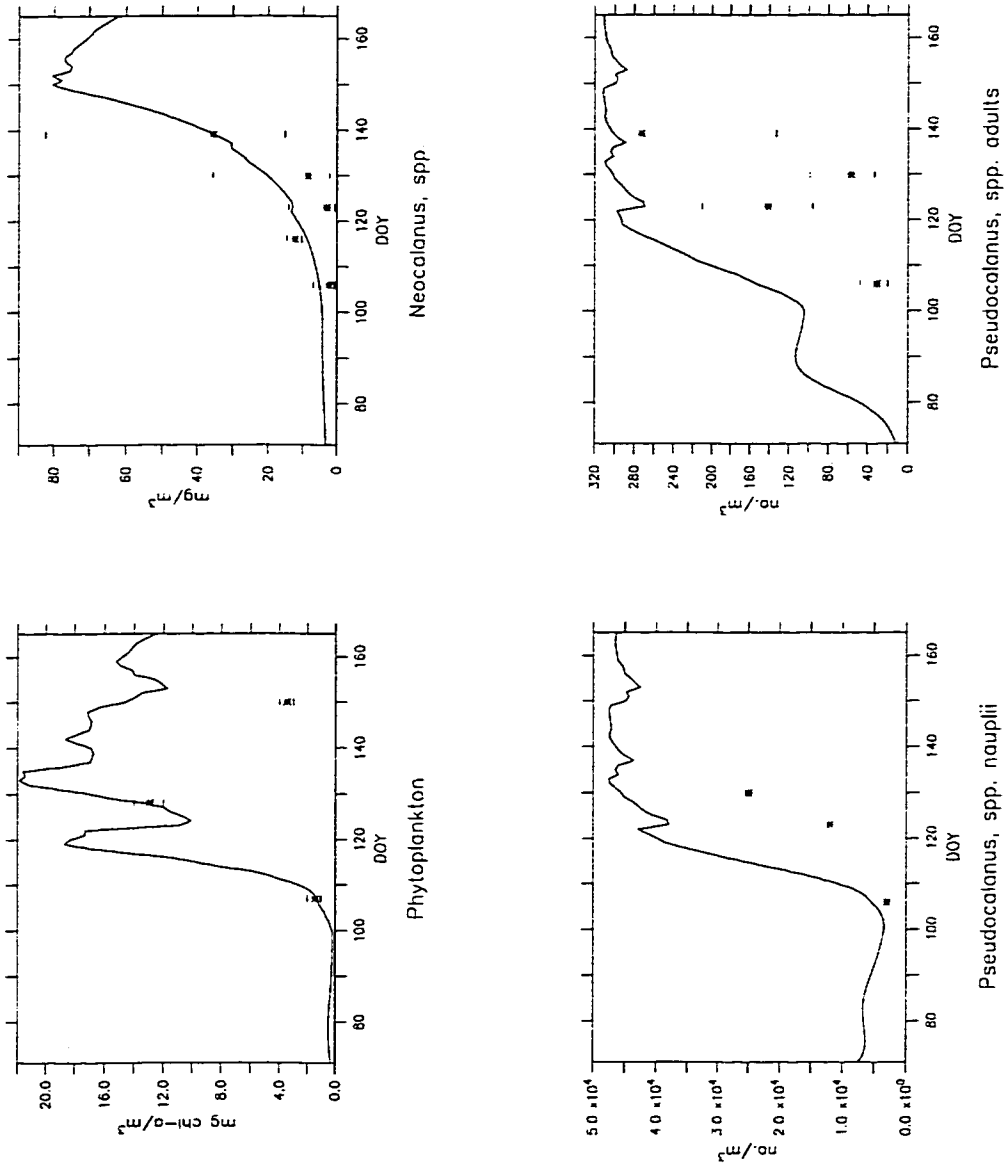 20.0
16.0
12.0
8.0
4.0
0.0
mg chl-a/m³
80 100 120 140 160
DOY
Phytoplankton
80
60
40
20
0
mg/m³
80 100 120 140 160
DOY
Neocalanus, spp
5.0 x10⁴
4.0 x10⁴
3.0 x10⁴
2.0 x10⁴
1.0 x10⁴
0.0 x10⁰
no./m³
80 100 120 140 160
DOY
Pseudocalanus, spp. nauplii
320
280
240
200
160
120
80
40
0
no./m³
80 100 120 140 160
DOY
Pseudocalanus, spp. adults